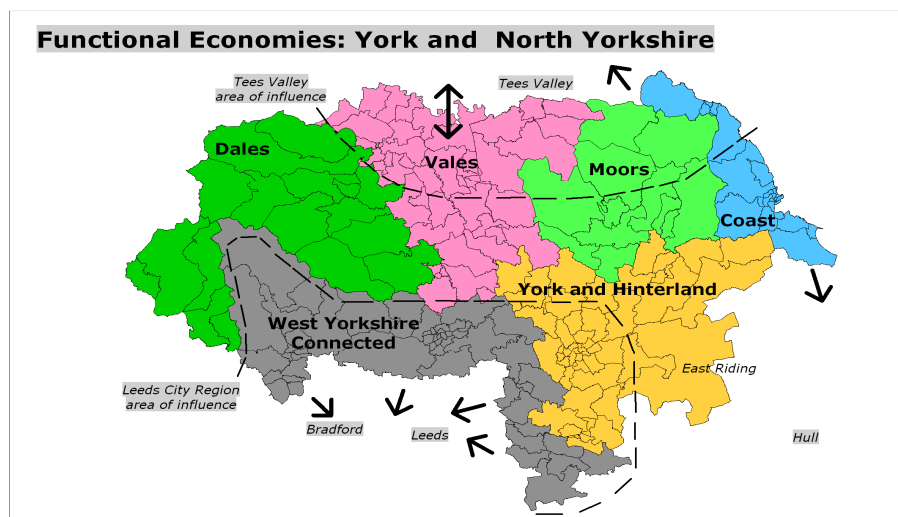 Functional Economies: York and  North Yorkshire
Tees Valley
area of influence
Tees Valley
Dales
Vales
Moors
Coast
York and Hinterland
West Yorkshire
Connected
East Riding
Leeds City Region
area of influence
Bradford
Leeds
Hull